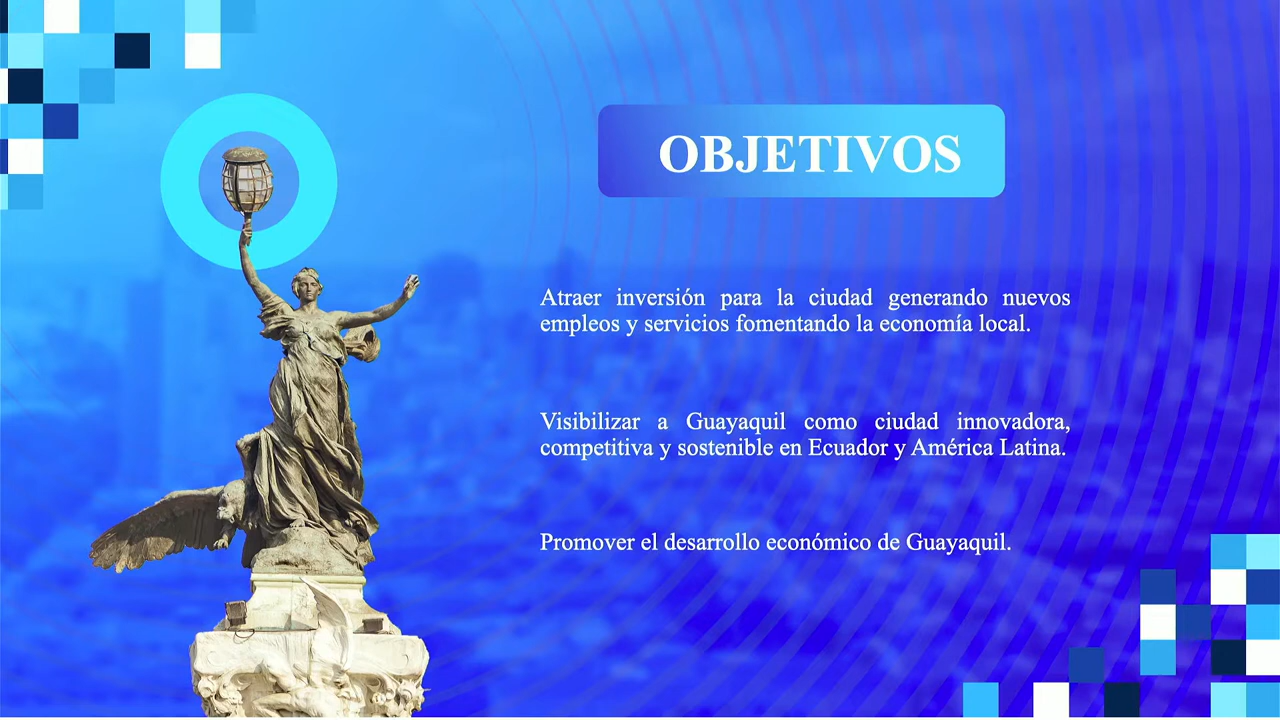 OBJETIVOS
Atraer inversión para la ciudad generando nuevos
empleos y servicios fomentando la economía local.
Visibilizar a Guayaquil como ciudad innovadora,
competitiva y sostenible en Ecuador y América Latina.
Promover el desarrollo económico de Guayaquil.